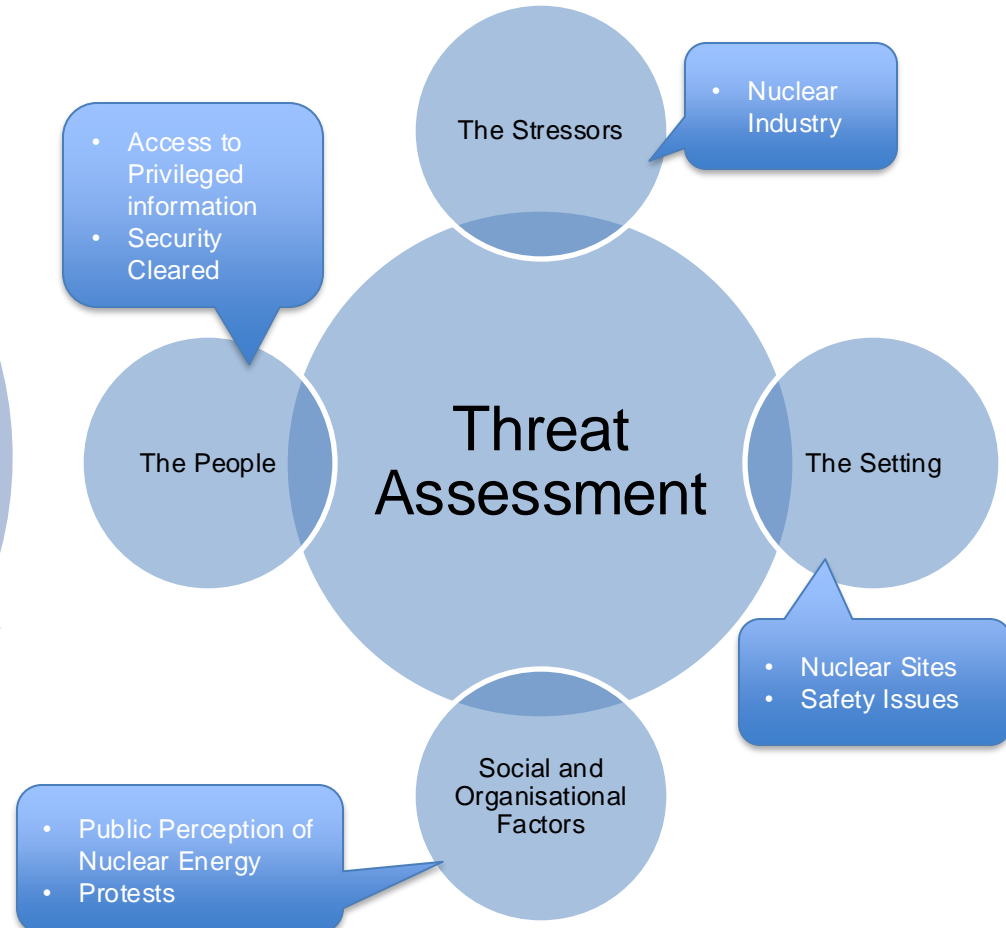 The Stressors
• Nuclear
Industry
• Access to
Privileged
information
• Security
Cleared
The People
Threat
Assessment
The Setting
• Nuclear Sites
• Safety Issues
Social and
Organisational
Factors
• Public Perception of
Nuclear Energy
• Protests